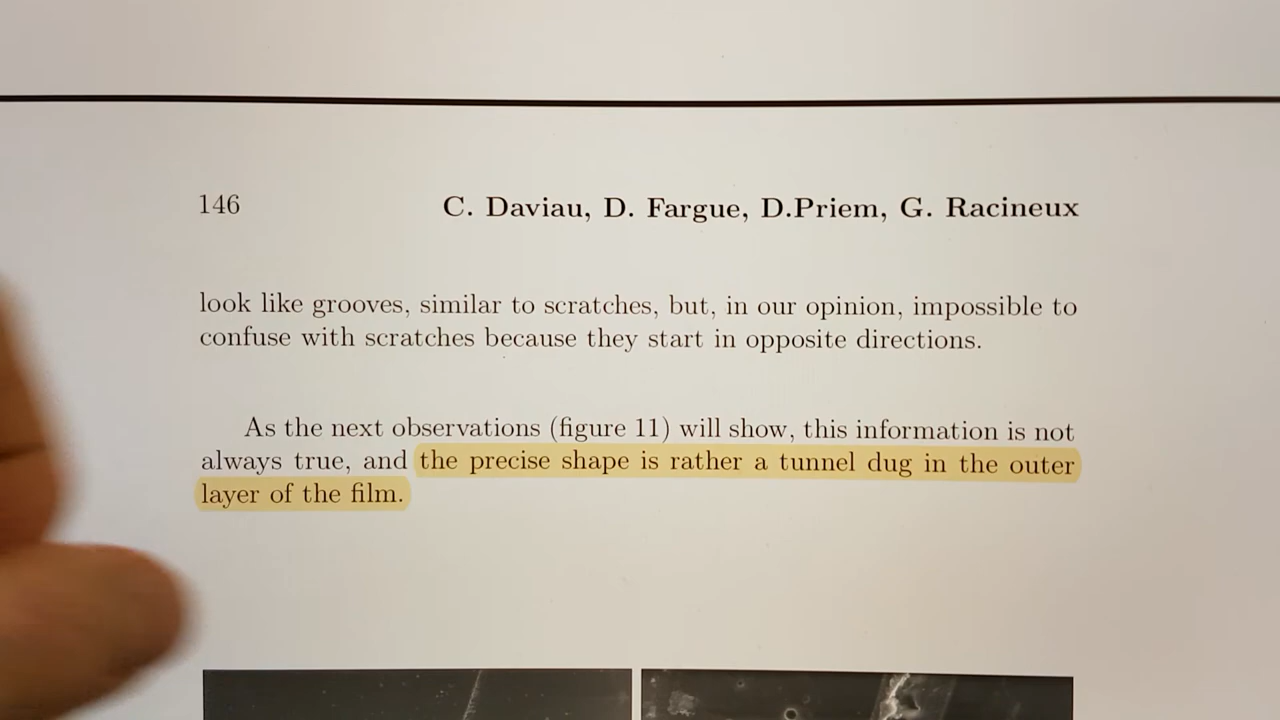 146 C. Daviau, D. Fargue, D.Priem, G. Racineux
look like grooves, similar to scratches, but, in our opinion, impossible to
confuse with scratches because they start in opposite directions.
As the next observations (figure 11) will show, this information is not
always true, and the precise shape is rather a tunnel dug in the outer
layer of the film.